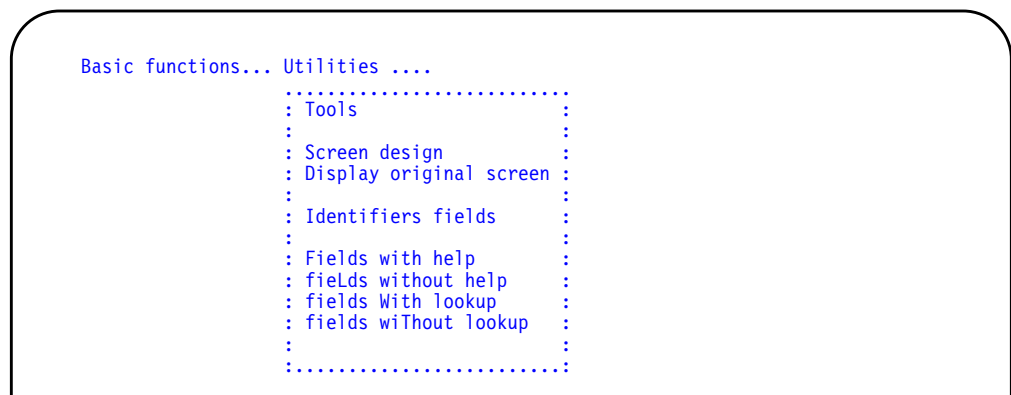 Basic functions... Utilities ....
...........................
: Tools                   :
:                         :
: Screen design           :
: Display original screen :
:                         :
: Identifiers fields      :
:                         :
: Fields with help        :
: fieLds without help     :
: fields With lookup      :
: fields wiThout lookup   :
:                         :
:.........................: